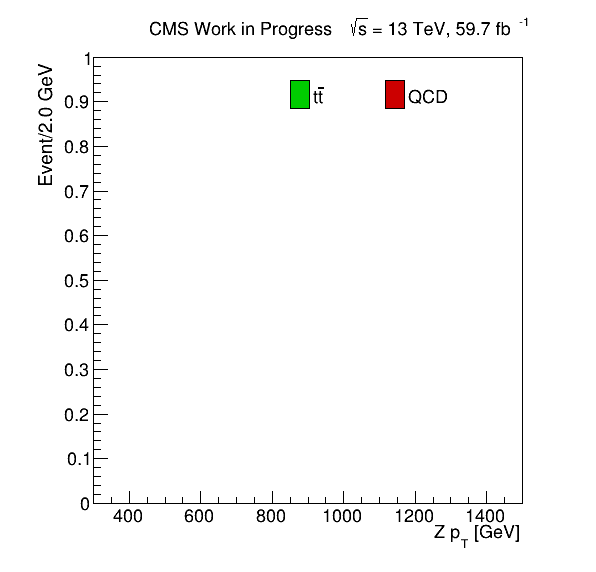 CMS Work in Progress √s = 13 TeV, 59.7 fb⁻¹
Event/2.0 GeV
1
0.9
0.8
0.7
0.6
0.5
0.4
0.3
0.2
0.1
0
tt̄
QCD
400 600 800 1000 1200 1400
Z p_T [GeV]